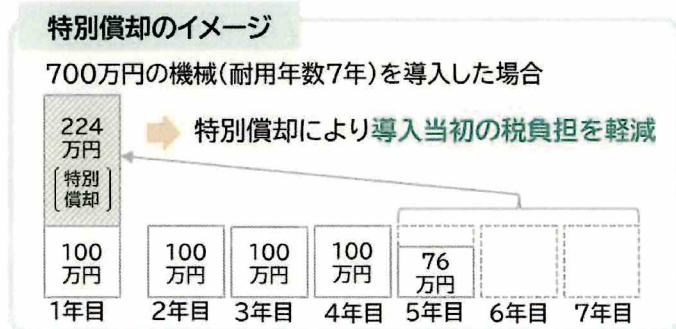 特別償却のイメージ
700万円の機械(耐用年数7年)を導入した場合
224
万円
特別
償却
特別償却により導入当初の税負担を軽減
100
万円
100
万円
100
万円
100
万円
76
万円
1年目
2年目
3年目
4年目
5年目
6年目
7年目